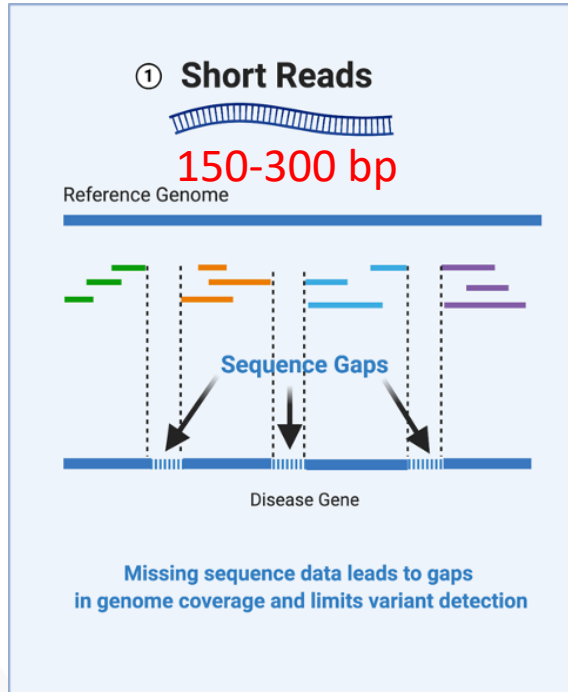 ① Short Reads
150-300 bp
Reference Genome
Sequence Gaps
Disease Gene
Missing sequence data leads to gaps
in genome coverage and limits variant detection